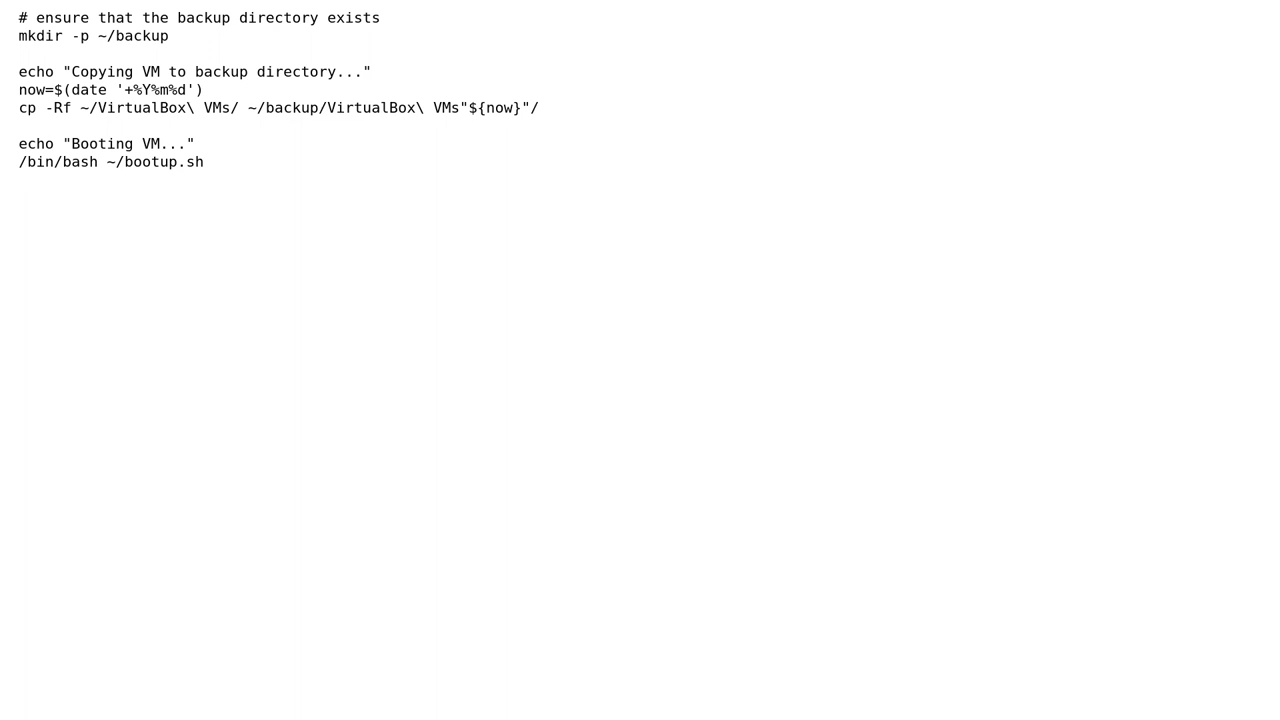 # ensure that the backup directory exists
mkdir -p ~/backup
echo "Copying VM to backup directory..."
now=$(date '+%Y%m%d')
cp -Rf ~/VirtualBox\ VMs/ ~/backup/VirtualBox\ VMs"${now}"/
echo "Booting VM..."
/bin/bash ~/bootup.sh